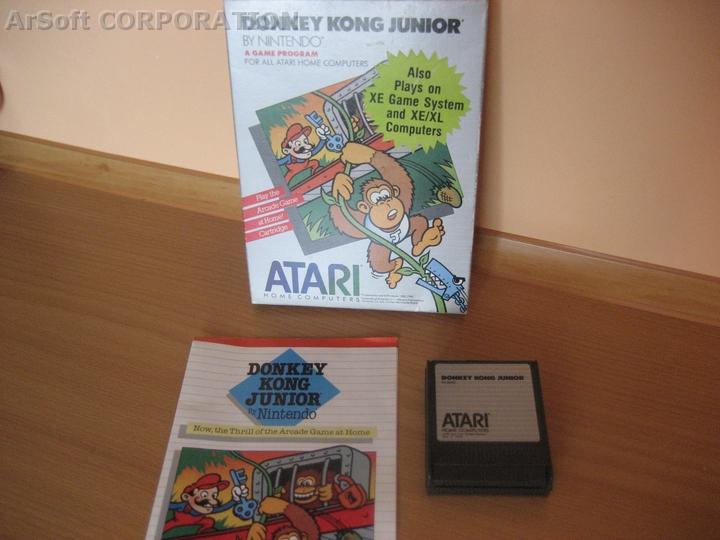 ArSoft CORPORATION
DONKEY KONG JUNIOR
BY NINTENDO
A GAME PROGRAM
FOR ALL ATARI HOME COMPUTERS
Also
Plays on
XE Game System
and XE/XL
Computers
Play the
Arcade Game
at Home!
Cartridge
J
ATARI
HOME COMPUTERS
DONKEY
KONG
JUNIOR
By Nintendo
Now, the Thrill of the Arcade Game at Home
DONKEY KONG JUNIOR
ATARI
HOME COMPUTERS